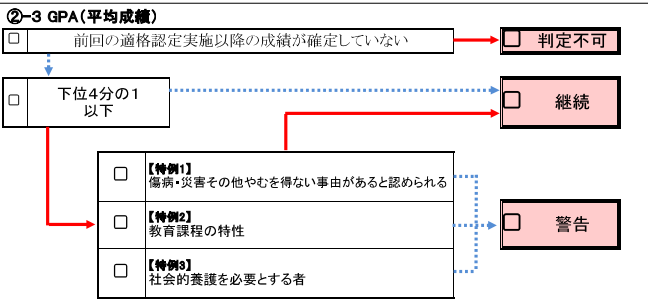 ②-3 GPA(平均成績)
□ 前回の適格認定実施以降の成績が確定していない
□ 判定不可
□ 下位4分の1
以下
□ 継続
□ 【特例1】
傷病・災害その他やむを得ない事由があると認められる
□ 【特例2】
教育課程の特性
□ 警告
□ 【特例3】
社会的養護を必要とする者